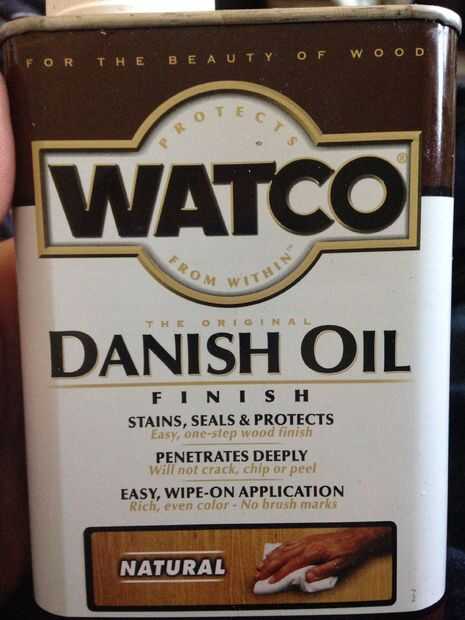 FOR THE BEAUTY OF WOOD
PROTECTS
WATCO®
FROM WITHIN™
THE ORIGINAL
DANISH OIL
FINISH
STAINS, SEALS & PROTECTS
Easy, one-step wood finish
PENETRATES DEEPLY
Will not crack, chip or peel
EASY, WIPE-ON APPLICATION
Rich, even color - No brush marks
NATURAL